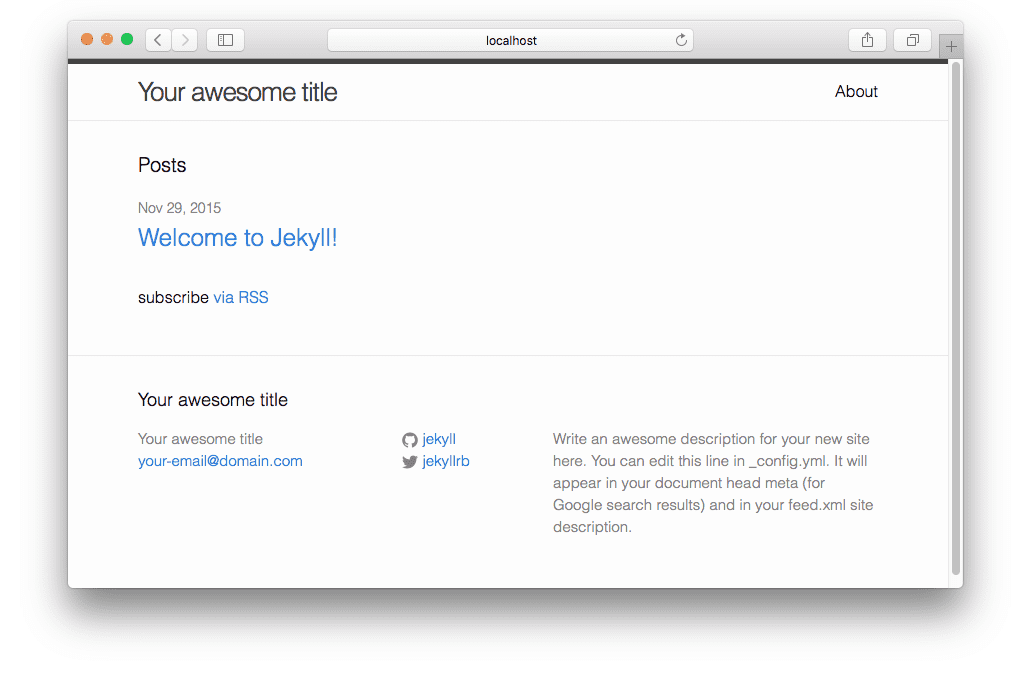 localhost
Your awesome title
About
Posts
Nov 29, 2015
Welcome to Jekyll!
subscribe via RSS
Your awesome title
Your awesome title
your-email@domain.com
jekyll
jekyllrb
Write an awesome description for your new site
here. You can edit this line in _config.yml. It will
appear in your document head meta (for
Google search results) and in your feed.xml site
description.